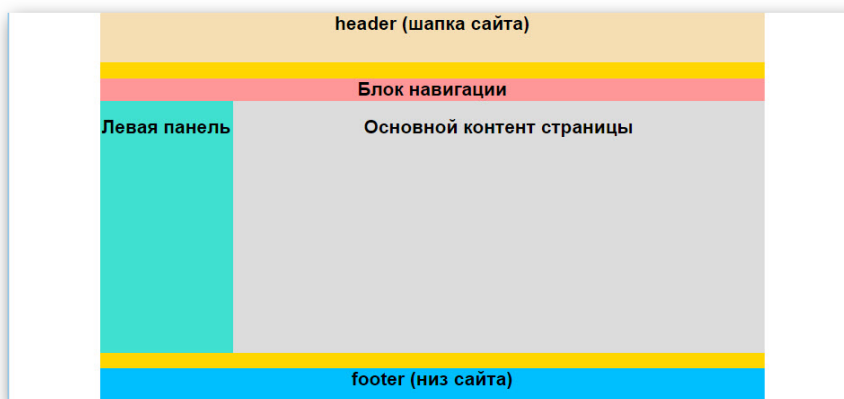 header (шапка сайта)
Блок навигации
Левая панель
Основной контент страницы
footer (низ сайта)